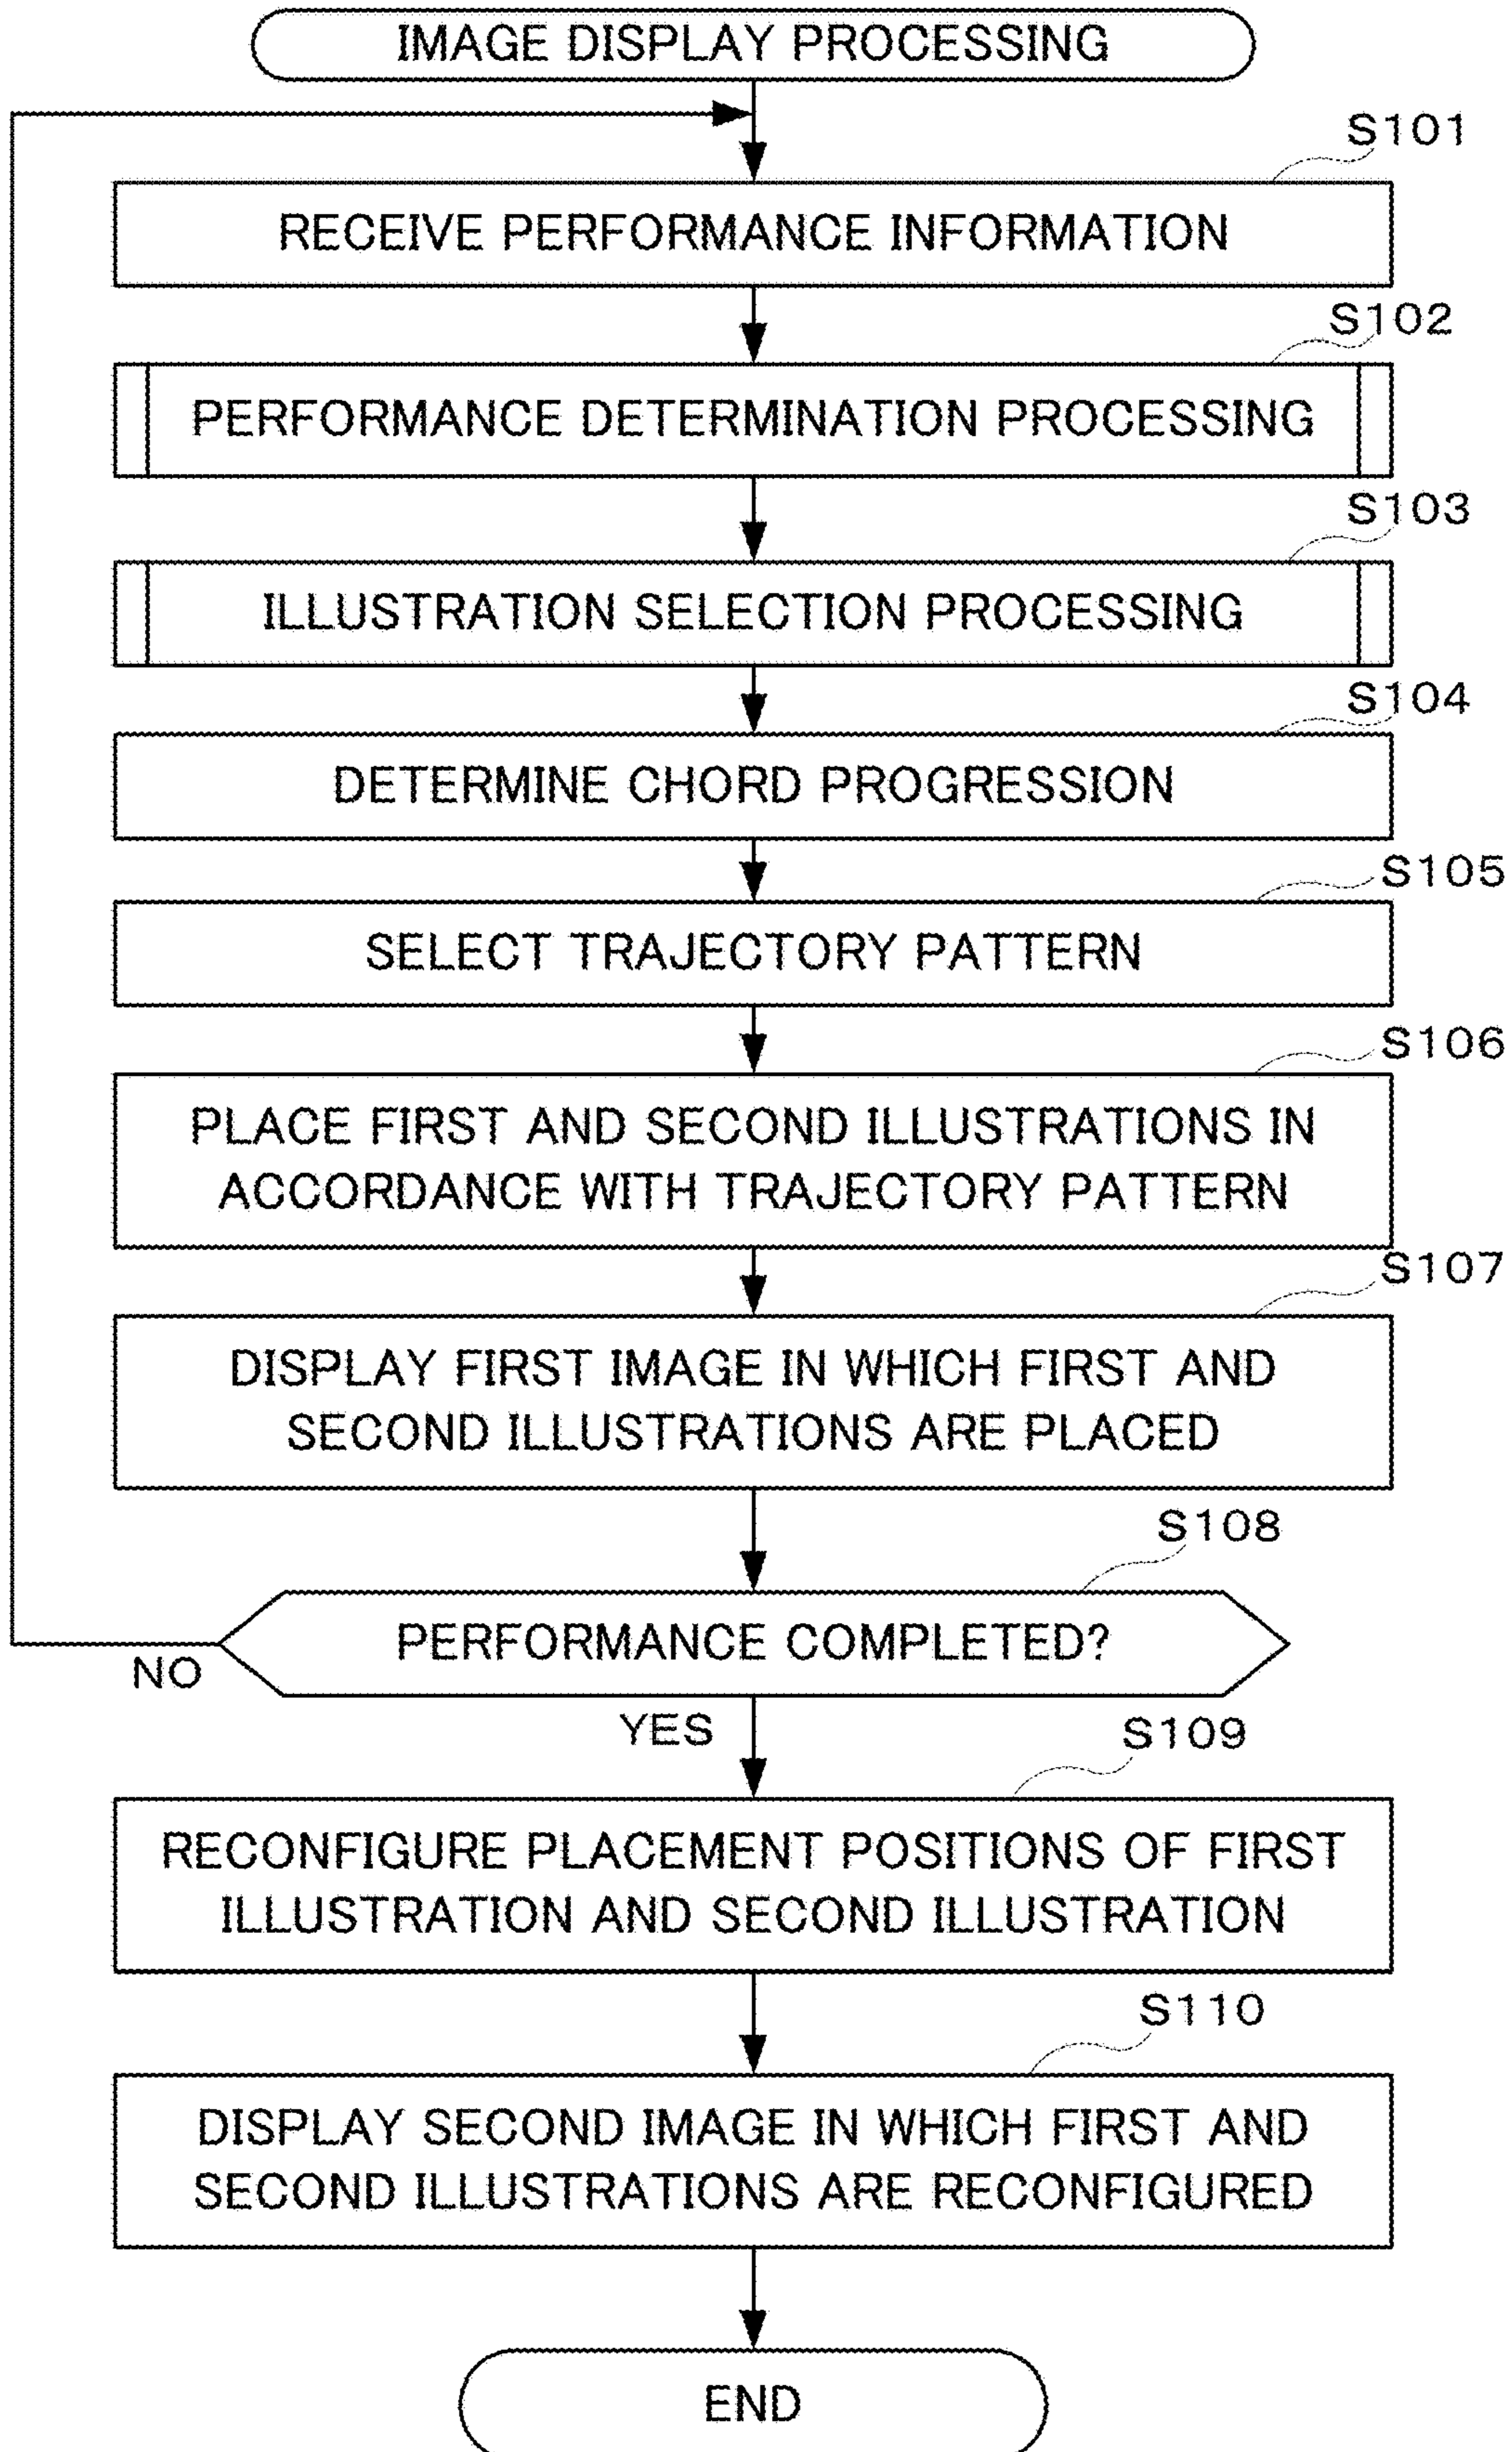 IMAGE DISPLAY PROCESSING
S101
RECEIVE PERFORMANCE INFORMATION
S102
PERFORMANCE DETERMINATION PROCESSING
S103
ILLUSTRATION SELECTION PROCESSING
S104
DETERMINE CHORD PROGRESSION
S105
SELECT TRAJECTORY PATTERN
S106
PLACE FIRST AND SECOND ILLUSTRATIONS IN
ACCORDANCE WITH TRAJECTORY PATTERN
S107
DISPLAY FIRST IMAGE IN WHICH FIRST AND
SECOND ILLUSTRATIONS ARE PLACED
S108
PERFORMANCE COMPLETED?
NO
YES
S109
RECONFIGURE PLACEMENT POSITIONS OF FIRST
ILLUSTRATION AND SECOND ILLUSTRATION
S110
DISPLAY SECOND IMAGE IN WHICH FIRST AND
SECOND ILLUSTRATIONS ARE RECONFIGURED
END